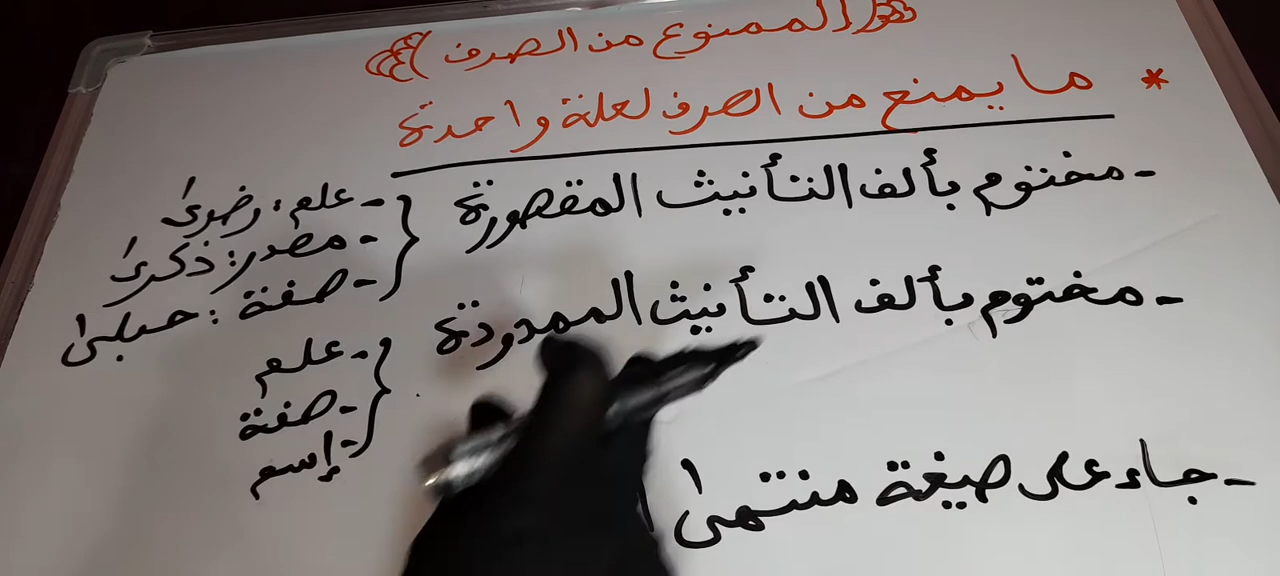 الممنوع من الصرف
* ما يمنع من الصرف لعلة واحدة
- مختوم بألف التأنيث المقصورة
- علم: رضوى
- مصدر: ذكرى
- صفة: حبلى
- مختوم بألف التأنيث الممدودة
- علم
- صفة
- إسم
- جاء على صيغة منتهى